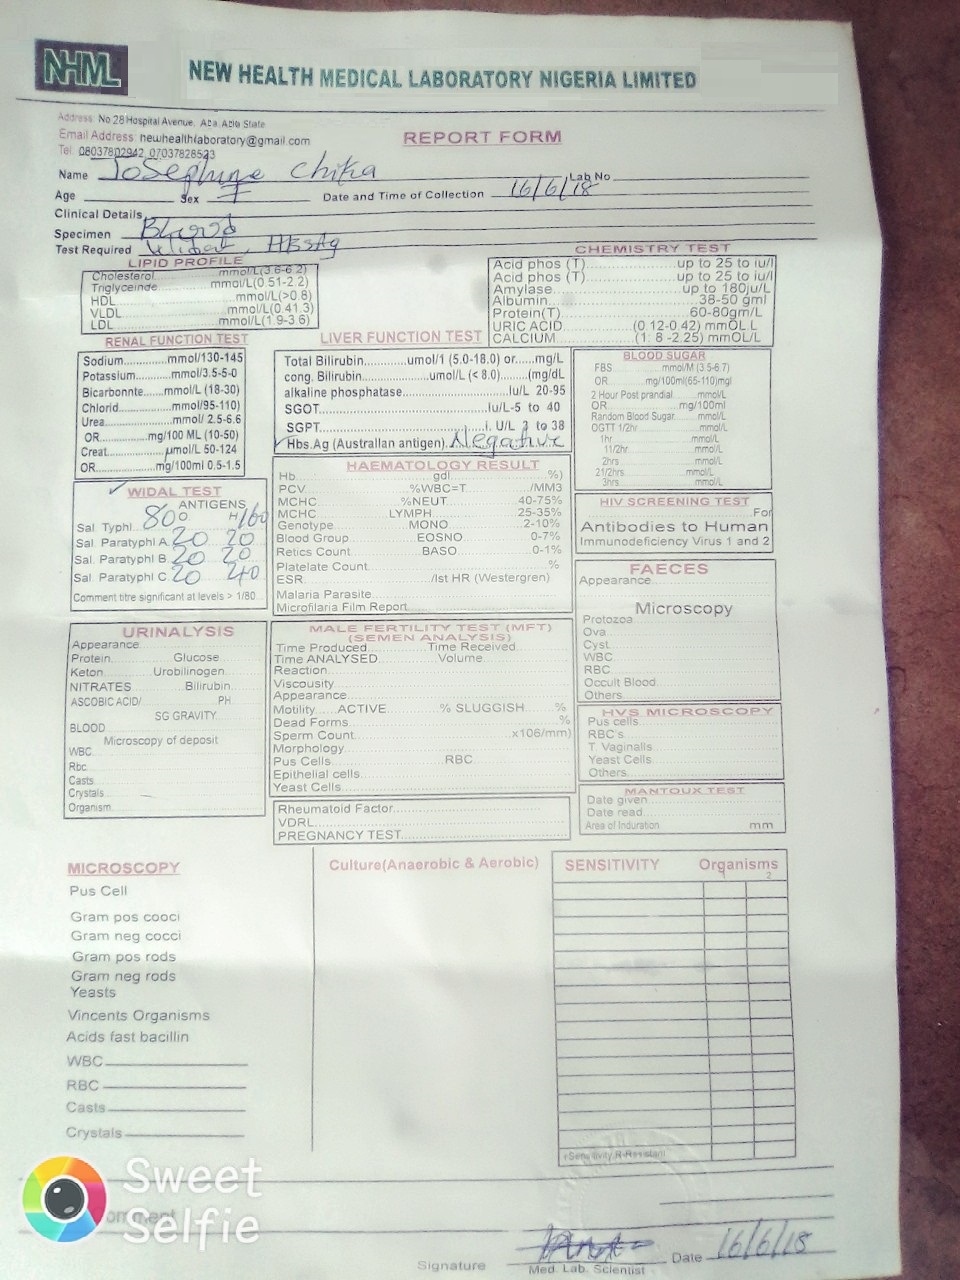 NHML
NEW HEALTH MEDICAL LABORATORY NIGERIA LIMITED
Address: No 28 Hospital Avenue, Aba, Abia State
Email Address: newhealthlaboratory@gmail.com
Tel: 08037802942, 07037828523
REPORT FORM
Name Josephine Chika Lab No
Age Sex F Date and Time of Collection 16/6/18
Clinical Details
Specimen Blood
Test Required Widal, HBsAg
LIPID PROFILE
Cholesterol mmol/L(3.6-6.2)
Triglyceinde mmol/L(0.51-2.2)
HDL mmol/L(>0.8)
VLDL mmol/L(0.41.3)
LDL mmol/L(1.9-3.6)
CHEMISTRY TEST
Acid phos (T) up to 25 to iu/l
Acid phos (T) up to 25 to iu/l
Amylase up to 180ju/L
Albumin 38-50 gml
Protein(T) 60-80gm/L
URIC ACID (0 12-0.42) mmOL L
CALCIUM (1: 8 -2.25) mmOL/L
RENAL FUNCTION TEST
Sodium mmol/130-145
Potassium mmol/3.5-5-0
Bicarbonnte mmol/L (18-30)
Chlorid mmol/95-110)
Urea mmol/ 2.5-6.6
OR mg/100 ML (10-50)
Creat µmol/L 50-124
OR mg/100ml 0.5-1.5
LIVER FUNCTION TEST
Total Bilirubin umol/1 (5.0-18.0) or mg/L
cong. Bilirubin umol/L (< 8.0) (mg/dL
alkaline phosphatase lu/L 20-95
SGOT lu/L-5 to 40
SGPT i. U/L 3 to 38
Hbs.Ag (Australlan antigen) Negative
BLOOD SUGAR
FBS mmol/M (3.5-6 7)
OR mg/100ml(65-110)mgl
2 Hour Post prandial mmol/L
OR mg/100ml
Random Blood Sugar mmol/L
OGTT 1/2hr mmol/L
1hr mmol/L
11/2hr mmol/L
2hrs mmol/L
21/2hrs mmol/L
3hrs mmol/L
WIDAL TEST
ANTIGENS
O H
Sal Typhl 80 160
Sal. Paratyphl A 20 20
Sal. Paratyphl B 20 20
Sal. Paratyphl C 20 40
Comment titre significant at levels > 1/80
HAEMATOLOGY RESULT
Hb gdl %)
PCV %WBC=T /MM3
MCHC %NEUT 40-75%
MCHC LYMPH 25-35%
Genotype MONO 2-10%
Blood Group EOSNO 0-7%
Retics Count BASO 0-1%
Platelate Count %
ESR /Ist HR (Westergren)
Malaria Parasite
Microfilaria Film Report
HIV SCREENING TEST
For
Antibodies to Human
Immunodeficiency Virus 1 and 2
FAECES
Appearance
Microscopy
Protozoa
Ova
Cyst
WBC
RBC
Occult Blood
Others
URINALYSIS
Appearance
Protein Glucose
Keton Urobilinogen
NITRATES Bilirubin
ASCOBIC ACID/ PH
SG GRAVITY
BLOOD
Microscopy of deposit
WBC
Rbc
Casts
Crystals
Organism
MALE FERTILITY TEST (MFT)
(SEMEN ANALYSIS)
Time Produced Time Received
Time ANALYSED Volume
Reaction
Viscousity
Appearance
Motility ACTIVE % SLUGGISH %
Dead Forms %
Sperm Count x106/mm)
Morphology
Pus Cells RBC
Epithelial cells
Yeast Cells
Rheumatoid Factor
VDRL
PREGNANCY TEST
HVS MICROSCOPY
Pus cells
RBC's
T. Vaginalls
Yeast Cells
Others
MANTOUX TEST
Date given
Date read
Area of Induration mm
MICROSCOPY
Pus Cell
Gram pos cooci
Gram neg cocci
Gram pos rods
Gram neg rods
Yeasts
Vincents Organisms
Acids fast bacillin
WBC
RBC
Casts
Crystals
Culture(Anaerobic & Aerobic)
SENSITIVITY Organisms
1 2
+Sensitivity, R-Resistant
Sweet
Selfie
Signature Med. Lab. Scientist Date 16/6/18